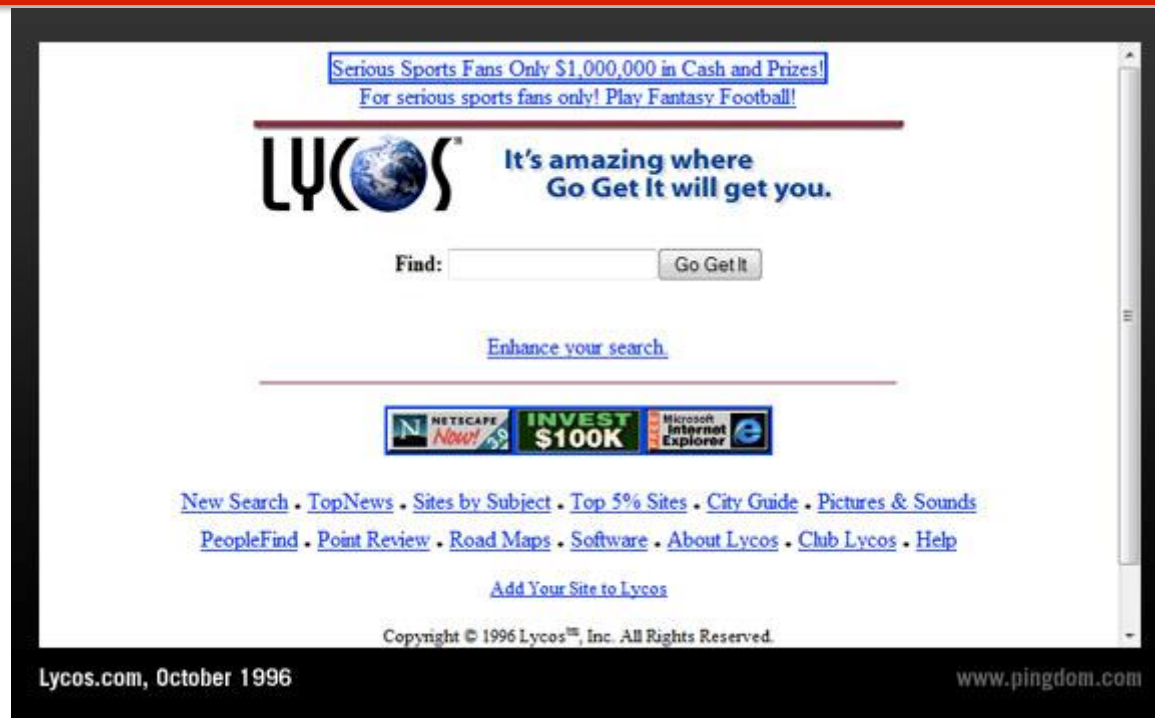 Serious Sports Fans Only $1,000,000 in Cash and Prizes!
For serious sports fans only! Play Fantasy Football!
LYCOS™
It's amazing where
Go Get It will get you.
Find: Go Get It
Enhance your search.
NETSCAPE Now! 3.0
INVEST $100K
FREE Microsoft Internet Explorer
New Search • TopNews • Sites by Subject • Top 5% Sites • City Guide • Pictures & Sounds
PeopleFind • Point Review • Road Maps • Software • About Lycos • Club Lycos • Help
Add Your Site to Lycos
Copyright © 1996 Lycos™, Inc. All Rights Reserved.
Lycos.com, October 1996
www.pingdom.com